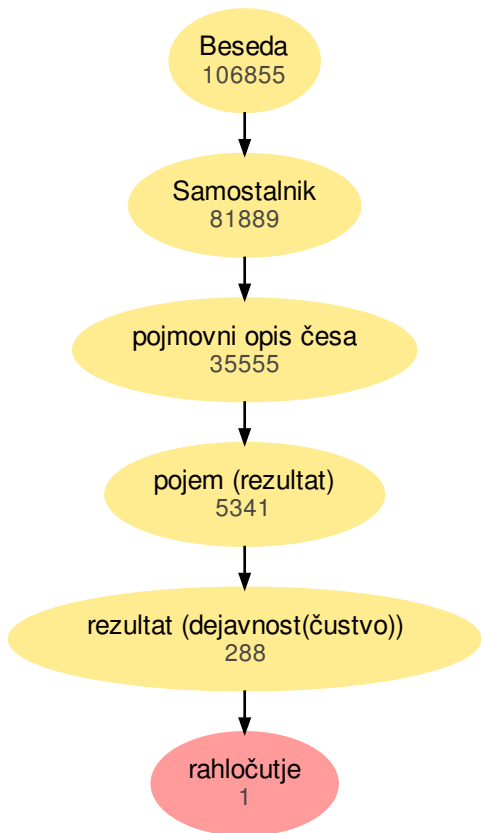 Beseda
106855
Samostalnik
81889
pojmovni opis česa
35555
pojem (rezultat)
5341
rezultat (dejavnost(čustvo))
288
rahločutje
1